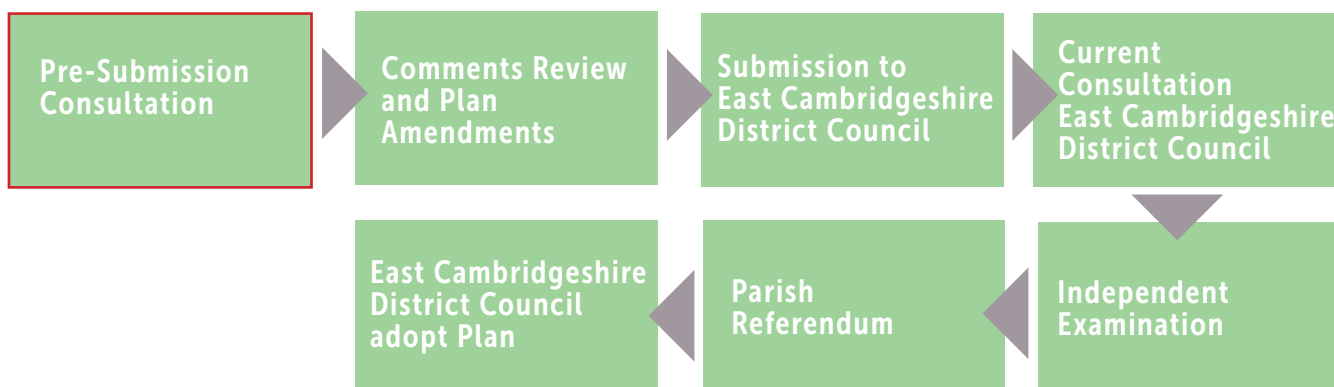 Pre-Submission
Consultation
Comments Review
and Plan
Amendments
Submission to
East Cambridgeshire
District Council
Current
Consultation
East Cambridgeshire
District Council
Independent
Examination
Parish
Referendum
East Cambridgeshire
District Council
adopt Plan